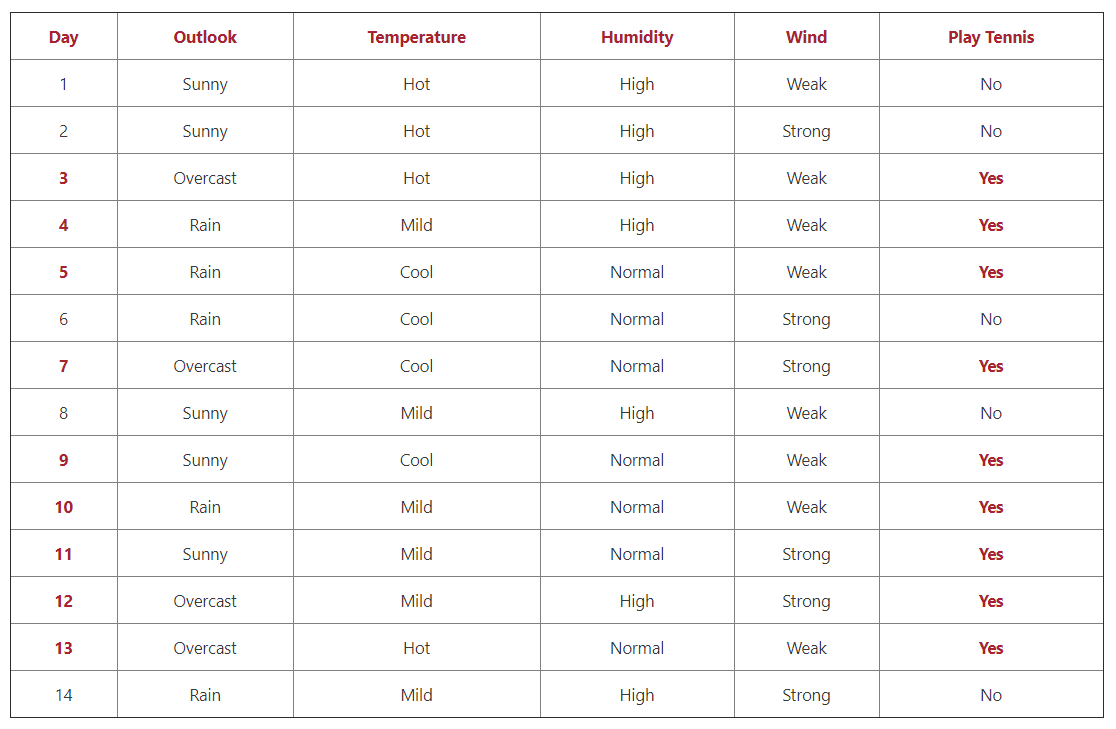 Day Outlook Temperature Humidity Wind Play Tennis
1 Sunny Hot High Weak No
2 Sunny Hot High Strong No
3 Overcast Hot High Weak Yes
4 Rain Mild High Weak Yes
5 Rain Cool Normal Weak Yes
6 Rain Cool Normal Strong No
7 Overcast Cool Normal Strong Yes
8 Sunny Mild High Weak No
9 Sunny Cool Normal Weak Yes
10 Rain Mild Normal Weak Yes
11 Sunny Mild Normal Strong Yes
12 Overcast Mild High Strong Yes
13 Overcast Hot Normal Weak Yes
14 Rain Mild High Strong No